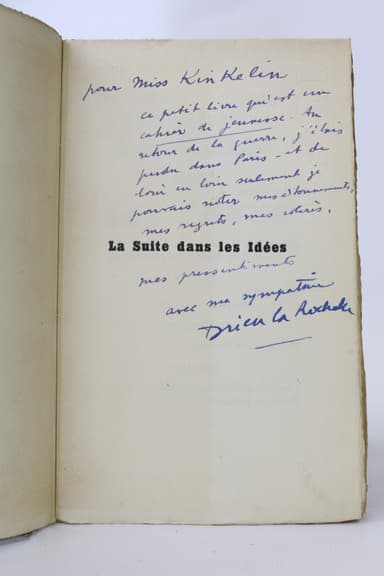 pour Miss KinKelin
ce petit livre qui est un
cahier de jeunesse. Au
retour de la guerre, j'étais
perdu dans Paris - et de
loin en loin seulement je
pouvais noter mes étonnements,
mes regrets, mes colères,
La Suite dans les Idées
mes pressentiments
avec ma sympathie
Drieu la Rochelle